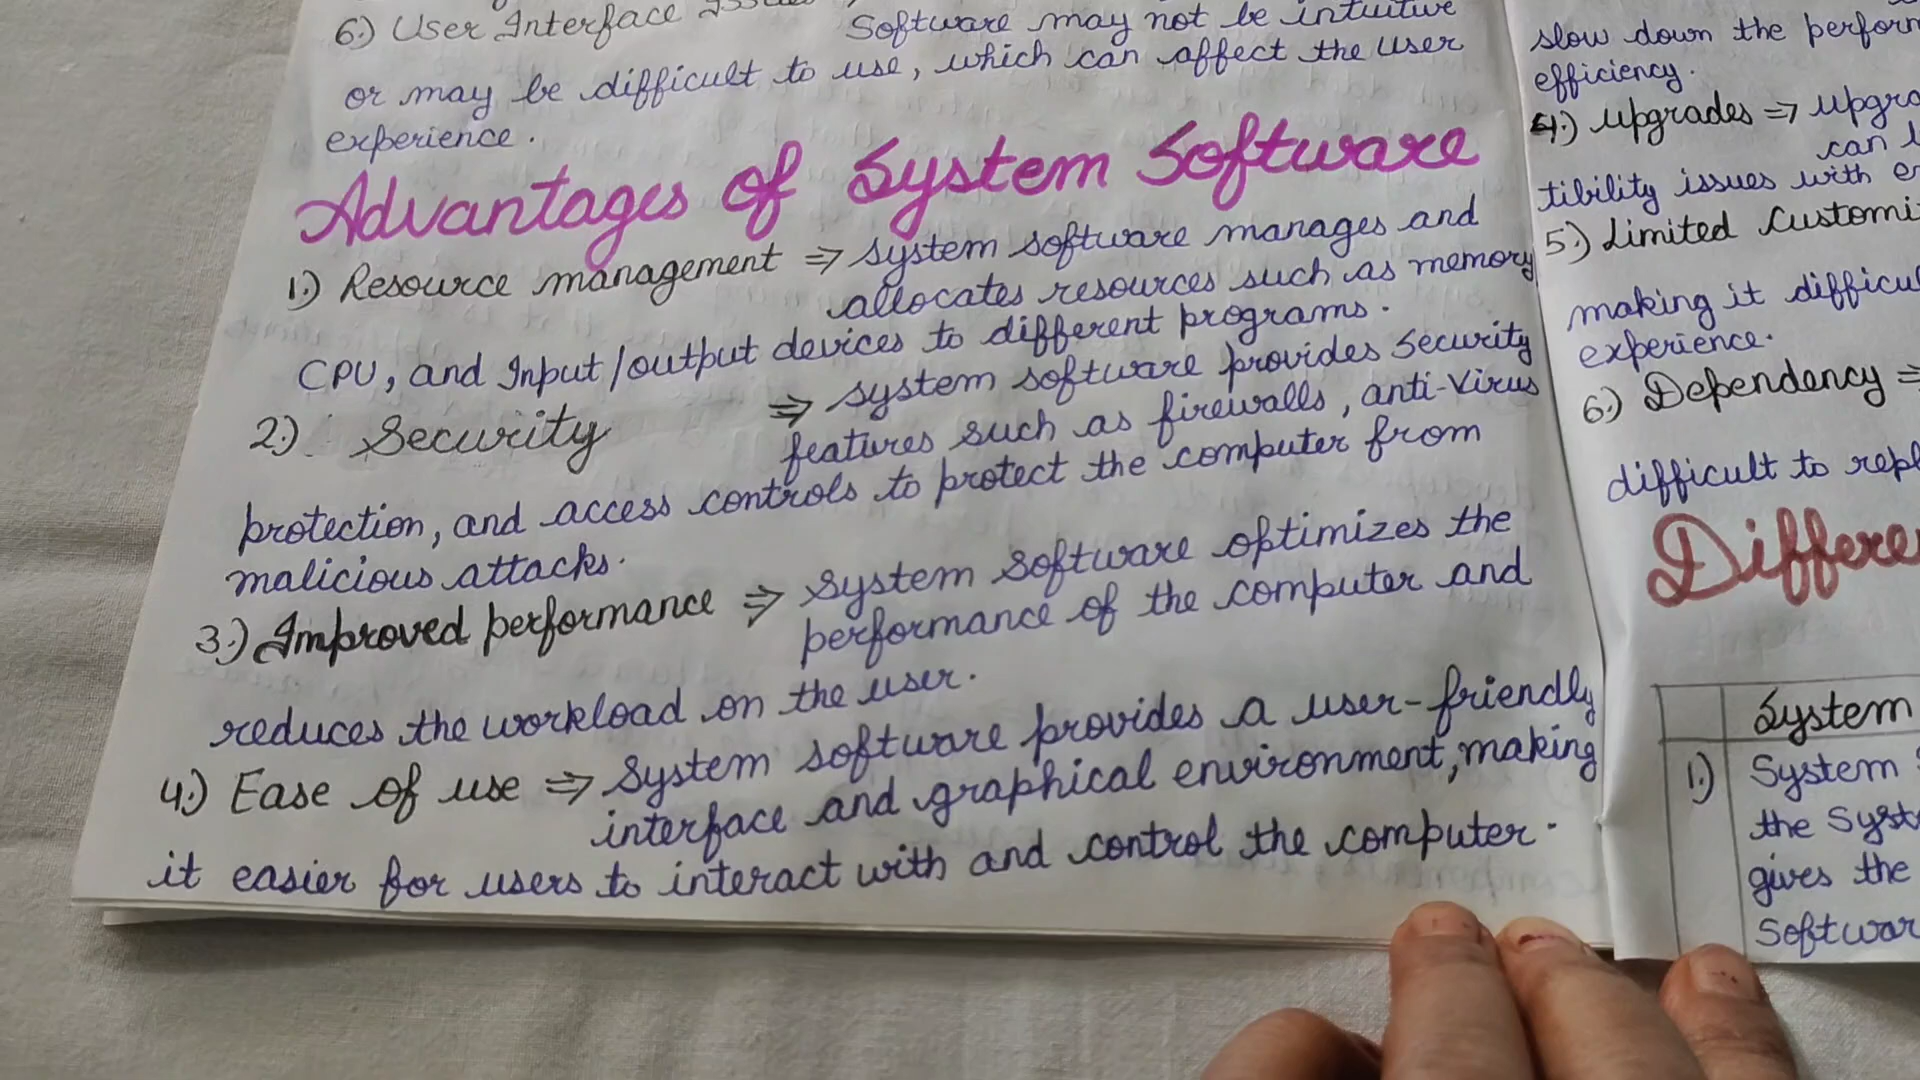 6.) User Interface Issues
Software may not be intuitive
or may be difficult to use, which can affect the user
experience.
Advantages of System Software
1.) Resource management ⇒ system software manages and
allocates resources such as memory
CPU, and Input/output devices to different programs.
2.) Security ⇒ system software provides security
features such as firewalls, anti-virus
protection, and access controls to protect the computer from
malicious attacks.
3.) Improved performance ⇒ system software optimizes the
performance of the computer and
reduces the workload on the user.
4.) Ease of use ⇒ System software provides a user-friendly
interface and graphical environment, making
it easier for users to interact with and control the computer.
slow down the perfor
efficiency.
4.) upgrades ⇒ upgra
can
tibility issues with
5.) Limited Customi
making it difficul
experience.
6.) Dependency ⇒
difficult to repl
Differe
System
1.) System
the Syst
gives the
Softwar